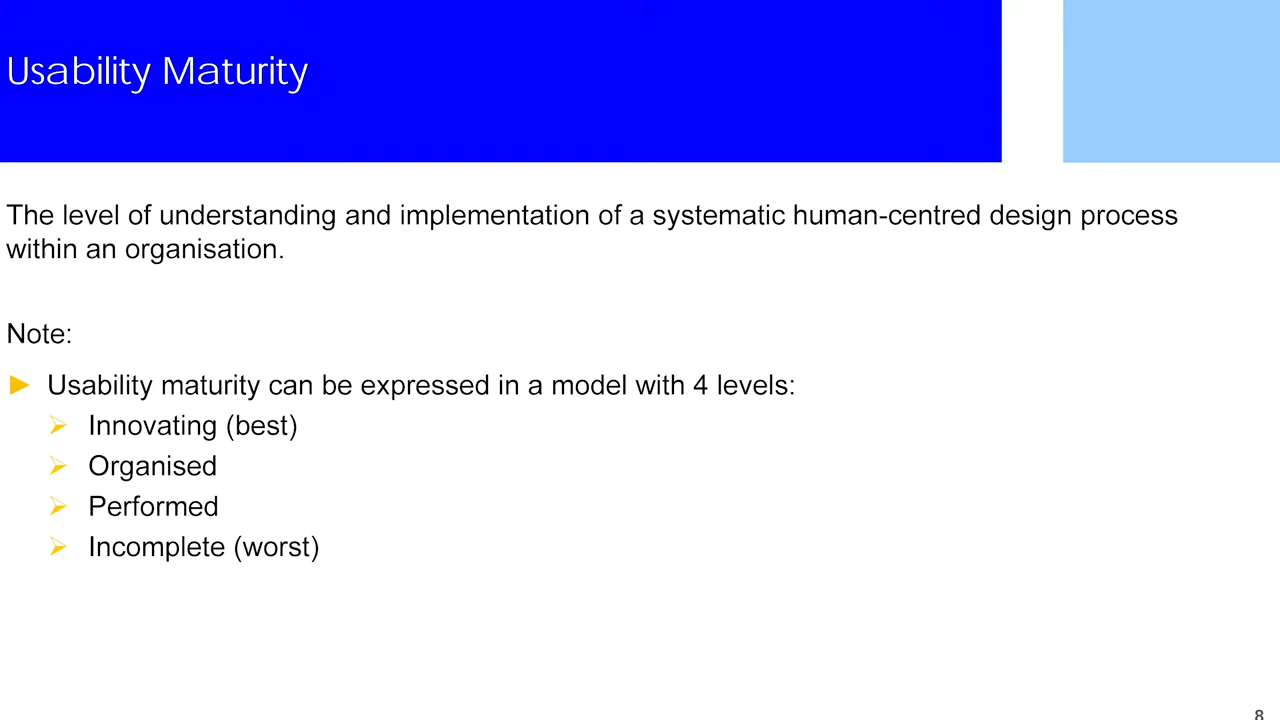 Usability Maturity
The level of understanding and implementation of a systematic human-centred design process
within an organisation.
Note:
► Usability maturity can be expressed in a model with 4 levels:
➢ Innovating (best)
➢ Organised
➢ Performed
➢ Incomplete (worst)
8